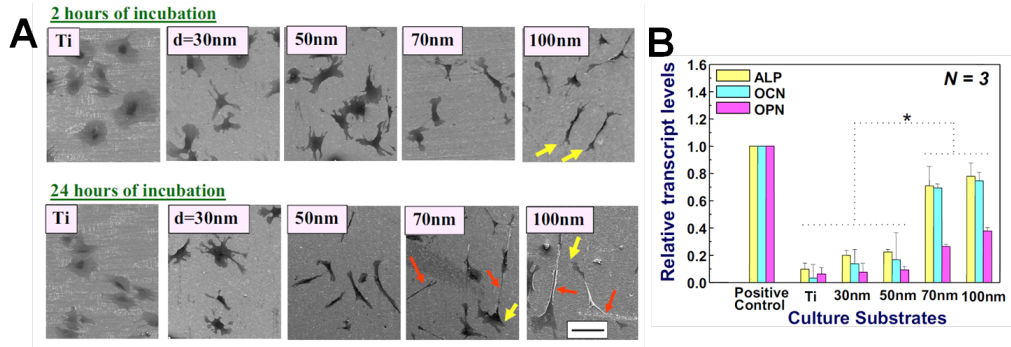 A
2 hours of incubation
Ti
d=30nm
50nm
70nm
100nm
24 hours of incubation
Ti
d=30nm
50nm
70nm
100nm
B
Relative transcript levels
1.6
1.4
1.2
1.0
0.8
0.6
0.4
0.2
0.0
ALP
OCN
OPN
N = 3
*
Positive Control
Ti
30nm
50nm
70nm
100nm
Culture Substrates